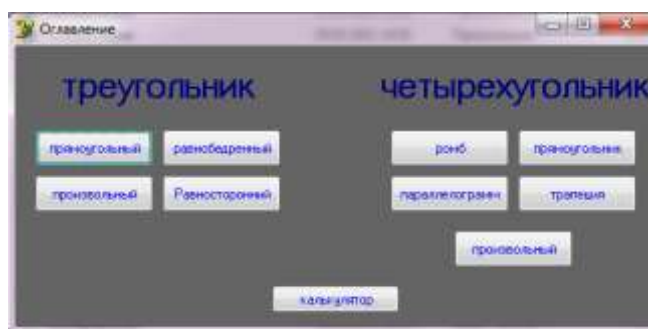 Оглавление
треугольник
четырехугольник
прямоугольный равнобедренный
ромб прямоугольник
произвольный Равносторонний
параллелограмм трапеция
произвольный
калькулятор